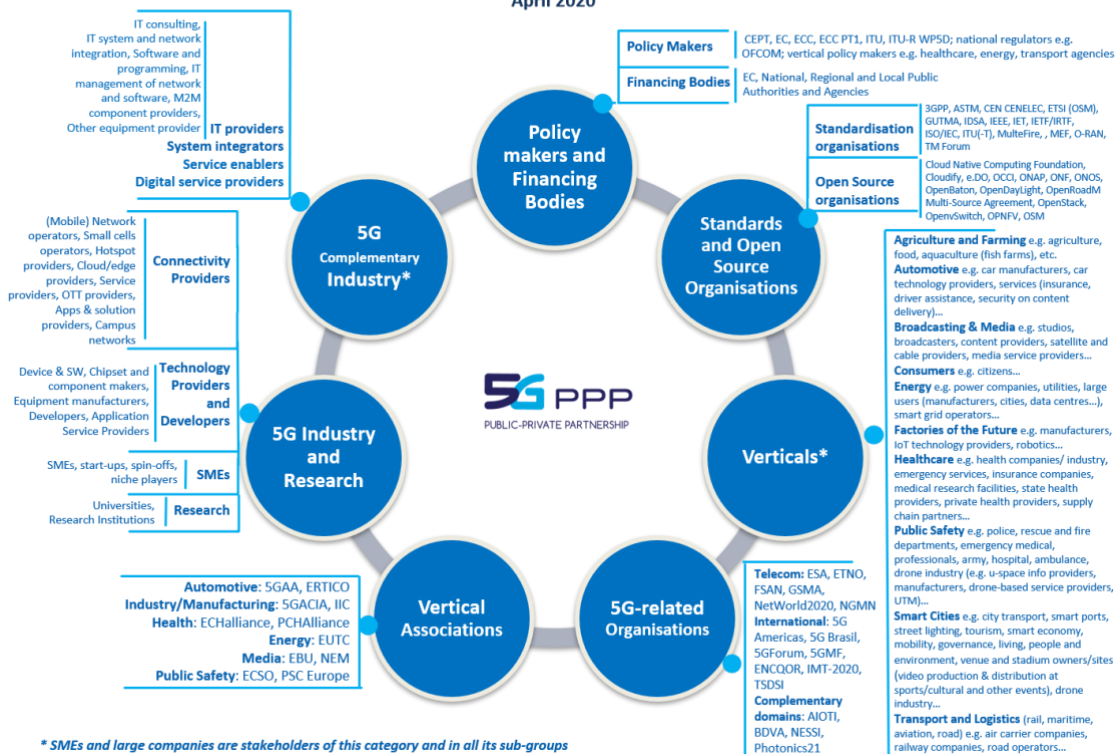 April 2020
IT consulting,
IT system and network
integration, Software and
programming, IT
management of network
and software, M2M
component providers,
Other equipment provider
IT providers
System integrators
Service enablers
Digital service providers
Policy Makers
CEPT, EC, ECC, ECC PT1, ITU, ITU-R WP5D; national regulators e.g.
OFCOM; vertical policy makers e.g. healthcare, energy, transport agencies
Financing Bodies
EC, National, Regional and Local Public
Authorities and Agencies
Policy
makers and
Financing
Bodies
Standardisation
organisations
3GPP, ASTM, CEN CENELEC, ETSI (OSM),
GUTMA, IDSA, IEEE, IET, IETF/IRTF,
ISO/IEC, ITU(-T), MulteFire, , MEF, O-RAN,
TM Forum
Open Source
organisations
Cloud Native Computing Foundation,
Cloudify, e.DO, OCCI, ONAP, ONF, ONOS,
OpenBaton, OpenDayLight, OpenRoadM
Multi-Source Agreement, OpenStack,
OpenvSwitch, OPNFV, OSM
5G
Complementary
Industry*
Standards
and Open
Source
Organisations
(Mobile) Network
operators, Small cells
operators, Hotspot
providers, Cloud/edge
providers, Service
providers, OTT providers,
Apps & solution
providers, Campus
networks
Connectivity
Providers
Device & SW, Chipset and
component makers,
Equipment manufacturers,
Developers, Application
Service Providers
Technology
Providers
and
Developers
SMEs, start-ups, spin-offs,
niche players
SMEs
Universities,
Research Institutions
Research
5G Industry
and
Research
5G PPP
PUBLIC-PRIVATE PARTNERSHIP
Verticals*
Agriculture and Farming e.g. agriculture,
food, aquaculture (fish farms), etc.
Automotive e.g. car manufacturers, car
technology providers, services (insurance,
driver assistance, security on content
delivery)...
Broadcasting & Media e.g. studios,
broadcasters, content providers, satellite and
cable providers, media service providers...
Consumers e.g. citizens...
Energy e.g. power companies, utilities, large
users (manufacturers, cities, data centres...),
smart grid operators...
Factories of the Future e.g. manufacturers,
IoT technology providers, robotics...
Healthcare e.g. health companies/ industry,
emergency services, insurance companies,
medical research facilities, state health
providers, private health providers, supply
chain partners...
Public Safety e.g. police, rescue and fire
departments, emergency medical,
professionals, army, hospital, ambulance,
drone industry (e.g. u-space info providers,
manufacturers, drone-based service providers,
UTM)...
Smart Cities e.g. city transport, smart ports,
street lighting, tourism, smart economy,
mobility, governance, living, people and
environment, venue and stadium owners/sites
(video production & distribution at
sports/cultural and other events), drone
industry...
Transport and Logistics (rail, maritime,
aviation, road) e.g. air carrier companies,
railway companies, road operators...
Automotive: 5GAA, ERTICO
Industry/Manufacturing: 5GACIA, IIC
Health: ECHalliance, PCHAlliance
Energy: EUTC
Media: EBU, NEM
Public Safety: ECSO, PSC Europe
Vertical
Associations
5G-related
Organisations
Telecom: ESA, ETNO,
FSAN, GSMA,
NetWorld2020, NGMN
International: 5G
Americas, 5G Brasil,
5GForum, 5GMF,
ENCQOR, IMT-2020,
TSDSI
Complementary
domains: AIOTI,
BDVA, NESSI,
Photonics21
* SMEs and large companies are stakeholders of this category and in all its sub-groups